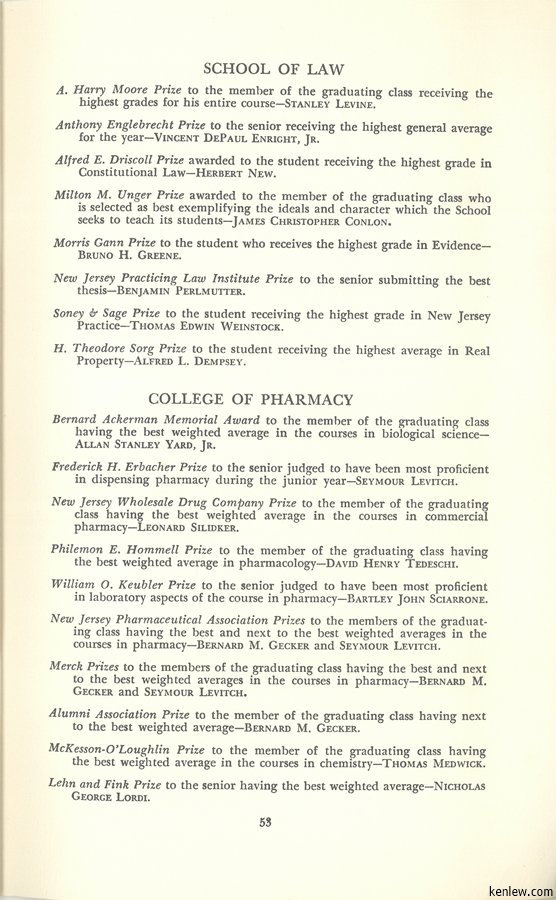 SCHOOL OF LAW
A. Harry Moore Prize to the member of the graduating class receiving the
highest grades for his entire course—STANLEY LEVINE.
Anthony Englebrecht Prize to the senior receiving the highest general average
for the year—VINCENT DEPAUL ENRIGHT, JR.
Alfred E. Driscoll Prize awarded to the student receiving the highest grade in
Constitutional Law—HERBERT NEW.
Milton M. Unger Prize awarded to the member of the graduating class who
is selected as best exemplifying the ideals and character which the School
seeks to teach its students—JAMES CHRISTOPHER CONLON.
Morris Gann Prize to the student who receives the highest grade in Evidence—
BRUNO H. GREENE.
New Jersey Practicing Law Institute Prize to the senior submitting the best
thesis—BENJAMIN PERLMUTTER.
Soney & Sage Prize to the student receiving the highest grade in New Jersey
Practice—THOMAS EDWIN WEINSTOCK.
H. Theodore Sorg Prize to the student receiving the highest average in Real
Property—ALFRED L. DEMPSEY.
COLLEGE OF PHARMACY
Bernard Ackerman Memorial Award to the member of the graduating class
having the best weighted average in the courses in biological science—
ALLAN STANLEY YARD, JR.
Frederick H. Erbacher Prize to the senior judged to have been most proficient
in dispensing pharmacy during the junior year—SEYMOUR LEVITCH.
New Jersey Wholesale Drug Company Prize to the member of the graduating
class having the best weighted average in the courses in commercial
pharmacy—LEONARD SILIDKER.
Philemon E. Hommell Prize to the member of the graduating class having
the best weighted average in pharmacology—DAVID HENRY TEDESCHI.
William O. Keubler Prize to the senior judged to have been most proficient
in laboratory aspects of the course in pharmacy—BARTLEY JOHN SCIARRONE.
New Jersey Pharmaceutical Association Prizes to the members of the graduat-
ing class having the best and next to the best weighted averages in the
courses in pharmacy—BERNARD M. GECKER and SEYMOUR LEVITCH.
Merck Prizes to the members of the graduating class having the best and next
to the best weighted averages in the courses in pharmacy—BERNARD M.
GECKER and SEYMOUR LEVITCH.
Alumni Association Prize to the member of the graduating class having next
to the best weighted average—BERNARD M. GECKER.
McKesson-O'Loughlin Prize to the member of the graduating class having
the best weighted average in the courses in chemistry—THOMAS MEDWICK.
Lehn and Fink Prize to the senior having the best weighted average—NICHOLAS
GEORGE LORDI.
53
kenlew.com